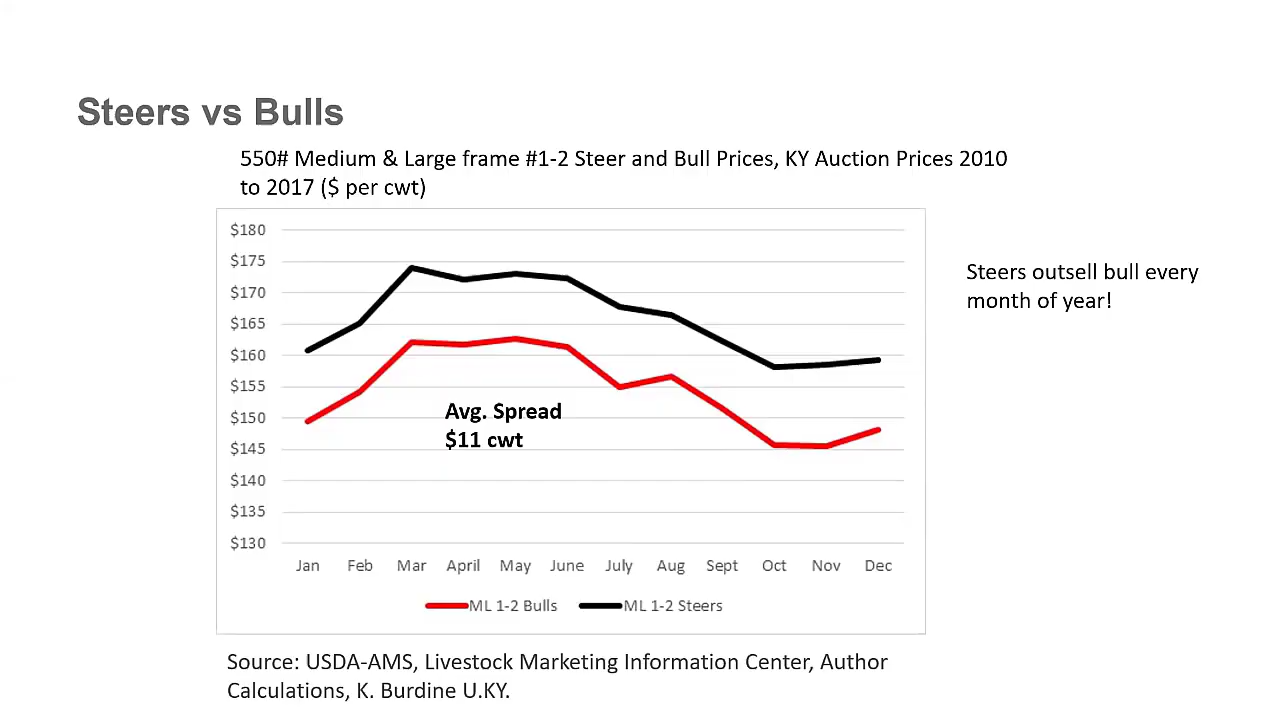 Steers vs Bulls
550# Medium & Large frame #1-2 Steer and Bull Prices, KY Auction Prices 2010
to 2017 ($ per cwt)
$180
$175
$170
$165
$160
$155
$150
$145
$140
$135
$130
Avg. Spread
$11 cwt
Jan Feb Mar April May June July Aug Sept Oct Nov Dec
ML 1-2 Bulls ML 1-2 Steers
Steers outsell bull every
month of year!
Source: USDA-AMS, Livestock Marketing Information Center, Author
Calculations, K. Burdine U.KY.